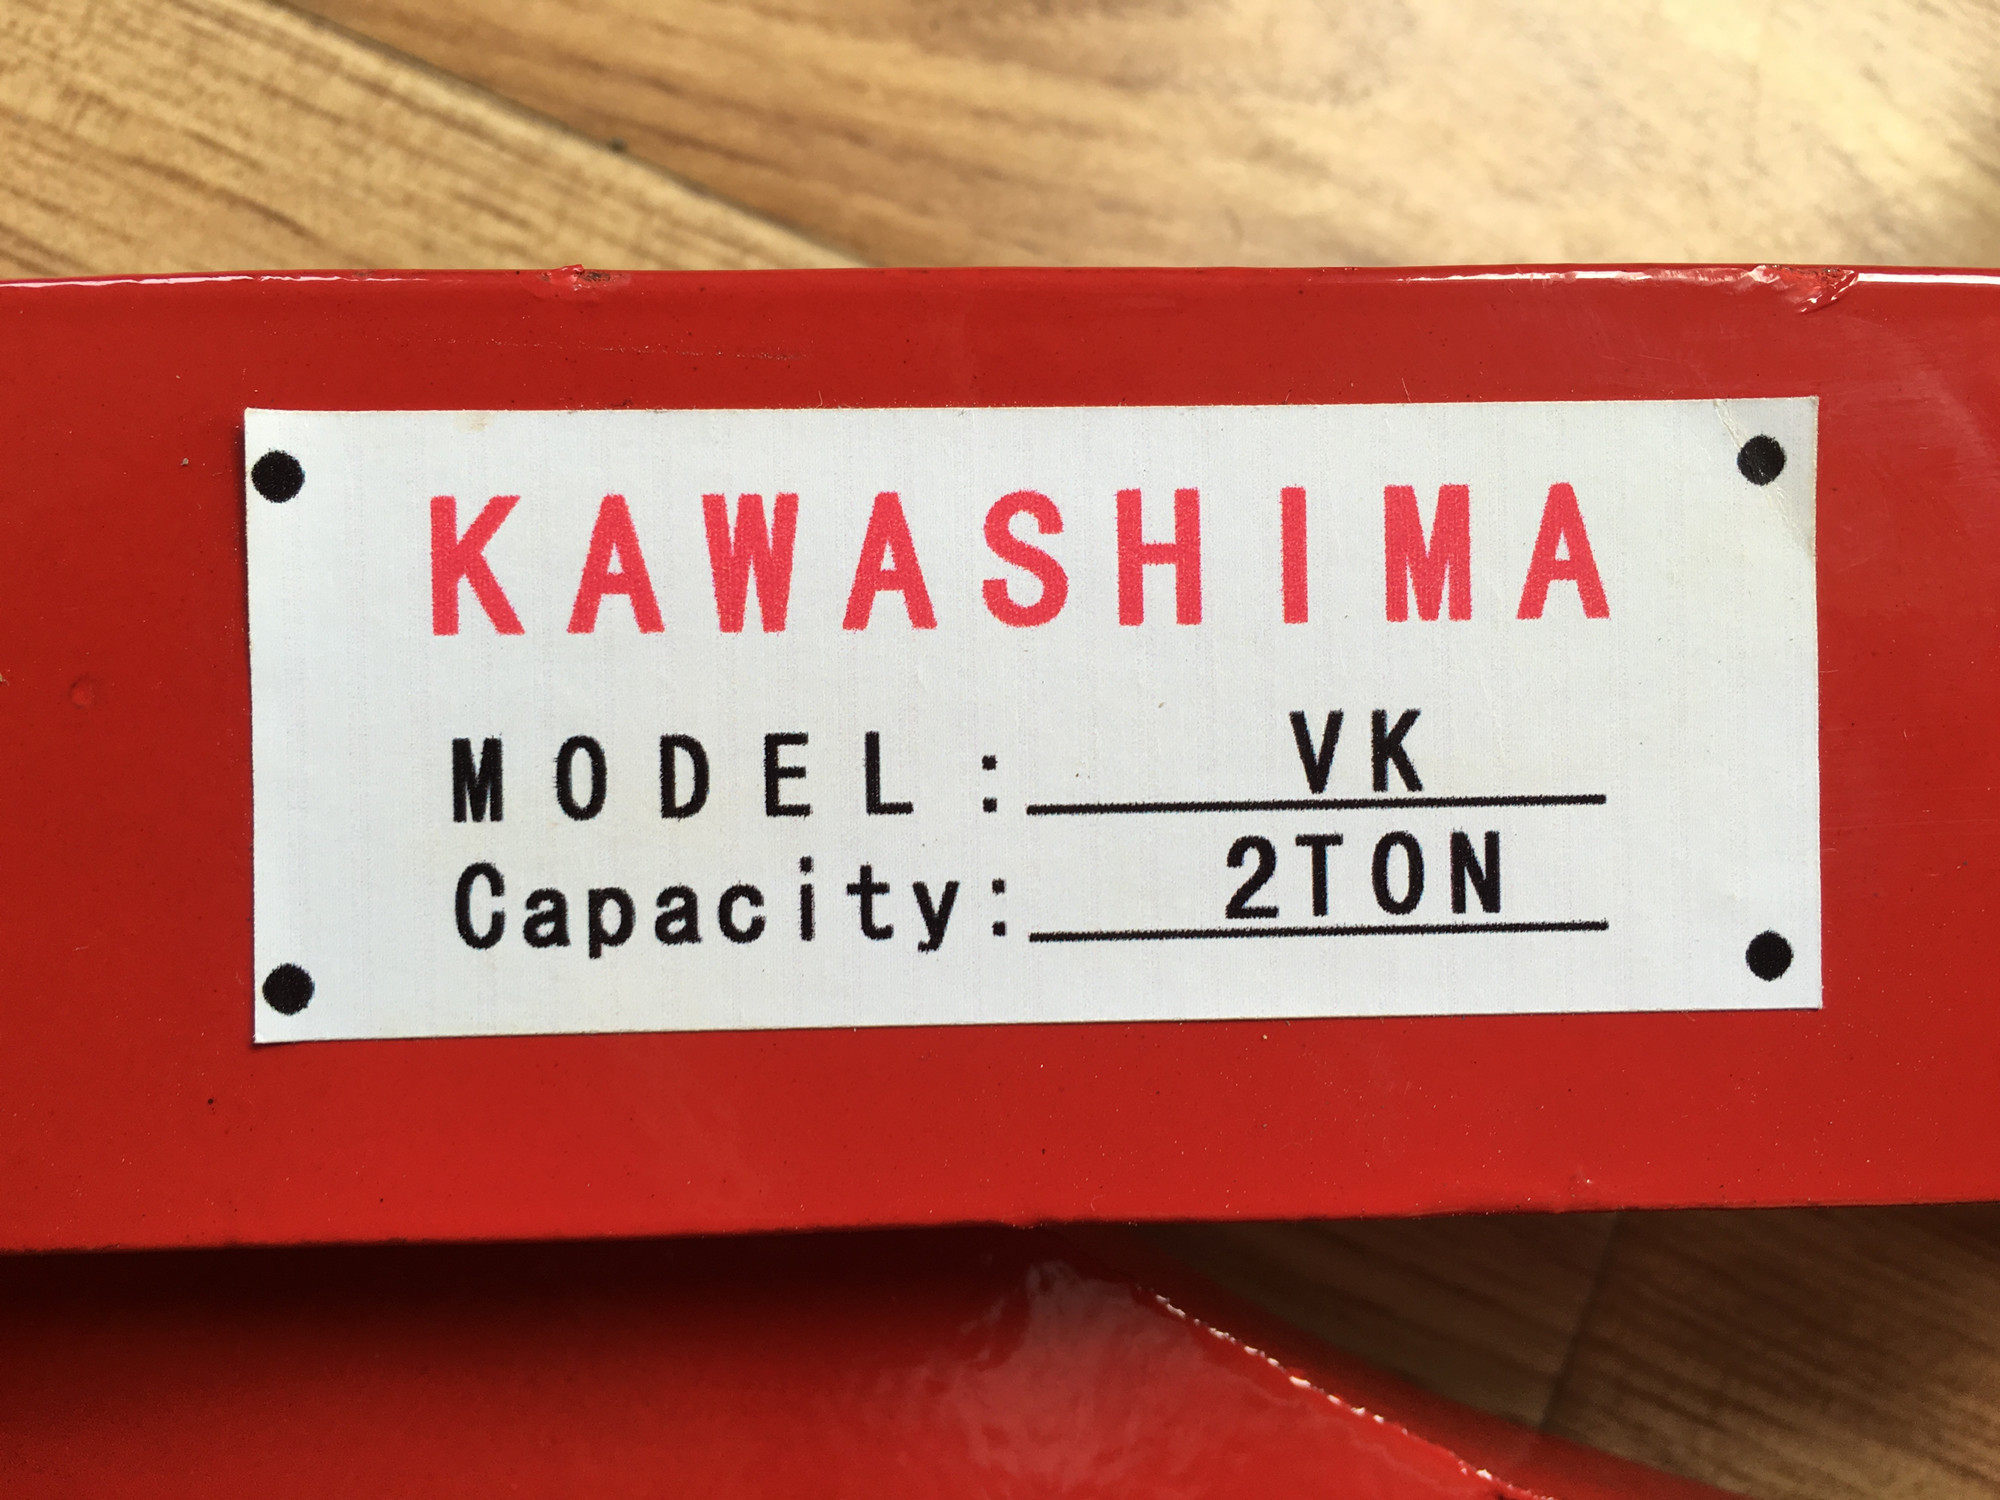 KAWASHIMA
MODEL: VK
Capacity: 2TON